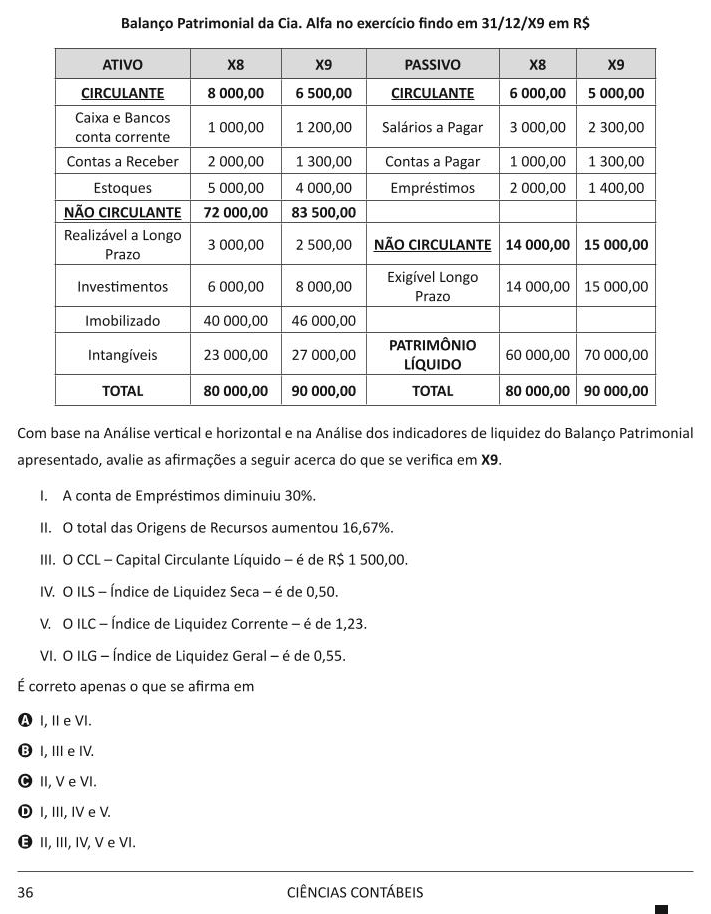 Balanço Patrimonial da Cia. Alfa no exercício findo em 31/12/X9 em R$
ATIVO X8 X9 PASSIVO X8 X9
CIRCULANTE 8 000,00 6 500,00 CIRCULANTE 6 000,00 5 000,00
Caixa e Bancos
conta corrente 1 000,00 1 200,00 Salários a Pagar 3 000,00 2 300,00
Contas a Receber 2 000,00 1 300,00 Contas a Pagar 1 000,00 1 300,00
Estoques 5 000,00 4 000,00 Empréstimos 2 000,00 1 400,00
NÃO CIRCULANTE 72 000,00 83 500,00
Realizável a Longo
Prazo 3 000,00 2 500,00 NÃO CIRCULANTE 14 000,00 15 000,00
Investimentos 6 000,00 8 000,00 Exigível Longo
Prazo 14 000,00 15 000,00
Imobilizado 40 000,00 46 000,00
Intangíveis 23 000,00 27 000,00 PATRIMÔNIO
LÍQUIDO 60 000,00 70 000,00
TOTAL 80 000,00 90 000,00 TOTAL 80 000,00 90 000,00
Com base na Análise vertical e horizontal e na Análise dos indicadores de liquidez do Balanço Patrimonial
apresentado, avalie as afirmações a seguir acerca do que se verifica em X9.
I. A conta de Empréstimos diminuiu 30%.
II. O total das Origens de Recursos aumentou 16,67%.
III. O CCL – Capital Circulante Líquido – é de R$ 1 500,00.
IV. O ILS – Índice de Liquidez Seca – é de 0,50.
V. O ILC – Índice de Liquidez Corrente – é de 1,23.
VI. O ILG – Índice de Liquidez Geral – é de 0,55.
É correto apenas o que se afirma em
A I, II e VI.
B I, III e IV.
C II, V e VI.
D I, III, IV e V.
E II, III, IV, V e VI.
36 CIÊNCIAS CONTÁBEIS